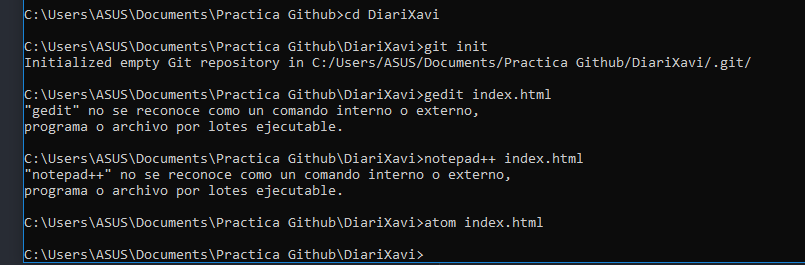 C:\Users\ASUS\Documents\Practica Github>cd DiariXavi
C:\Users\ASUS\Documents\Practica Github\DiariXavi>git init
Initialized empty Git repository in C:/Users/ASUS/Documents/Practica Github/DiariXavi/.git/
C:\Users\ASUS\Documents\Practica Github\DiariXavi>gedit index.html
"gedit" no se reconoce como un comando interno o externo,
programa o archivo por lotes ejecutable.
C:\Users\ASUS\Documents\Practica Github\DiariXavi>notepad++ index.html
"notepad++" no se reconoce como un comando interno o externo,
programa o archivo por lotes ejecutable.
C:\Users\ASUS\Documents\Practica Github\DiariXavi>atom index.html
C:\Users\ASUS\Documents\Practica Github\DiariXavi>